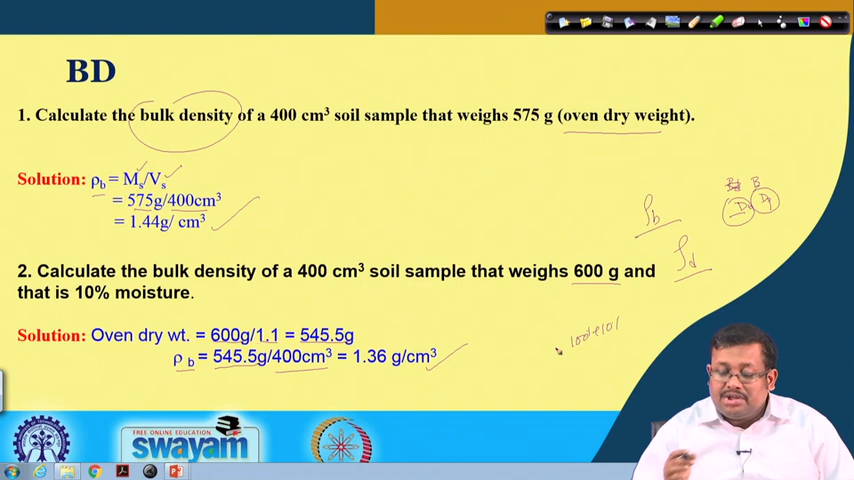 BD
1. Calculate the bulk density of a 400 cm³ soil sample that weighs 575 g (oven dry weight).
Solution: ρb = Ms/Vs
= 575g/400cm³
= 1.44g/ cm³
ρb
B
ρd
2. Calculate the bulk density of a 400 cm³ soil sample that weighs 600 g and
that is 10% moisture.
Solution: Oven dry wt. = 600g/1.1 = 545.5g
ρ b = 545.5g/400cm³ = 1.36 g/cm³
FREE ONLINE EDUCATION
swayam